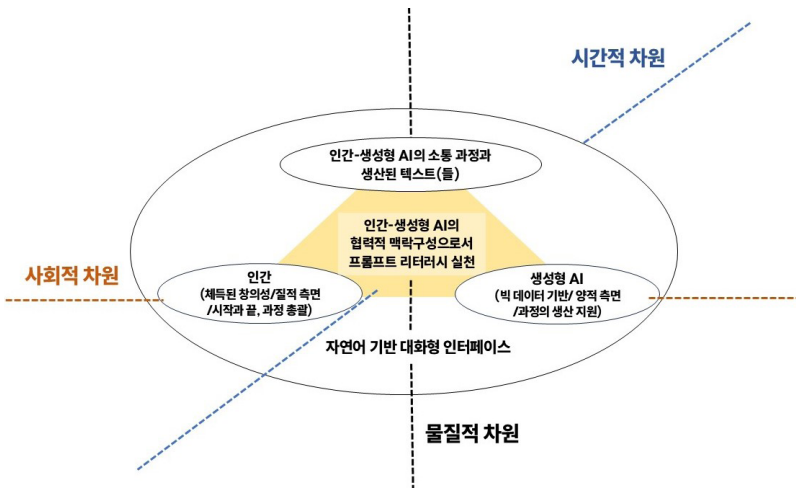 시간적 차원
인간-생성형 AI의 소통 과정과
생산된 텍스트(들)
인간-생성형 AI의
협력적 맥락구성으로서
프롬프트 리터러시 실천
사회적 차원
인간
(체득된 창의성/질적 측면
/시작과 끝, 과정 총괄)
생성형 AI
(빅 데이터 기반/ 양적 측면
/과정의 생산 지원)
자연어 기반 대화형 인터페이스
물질적 차원